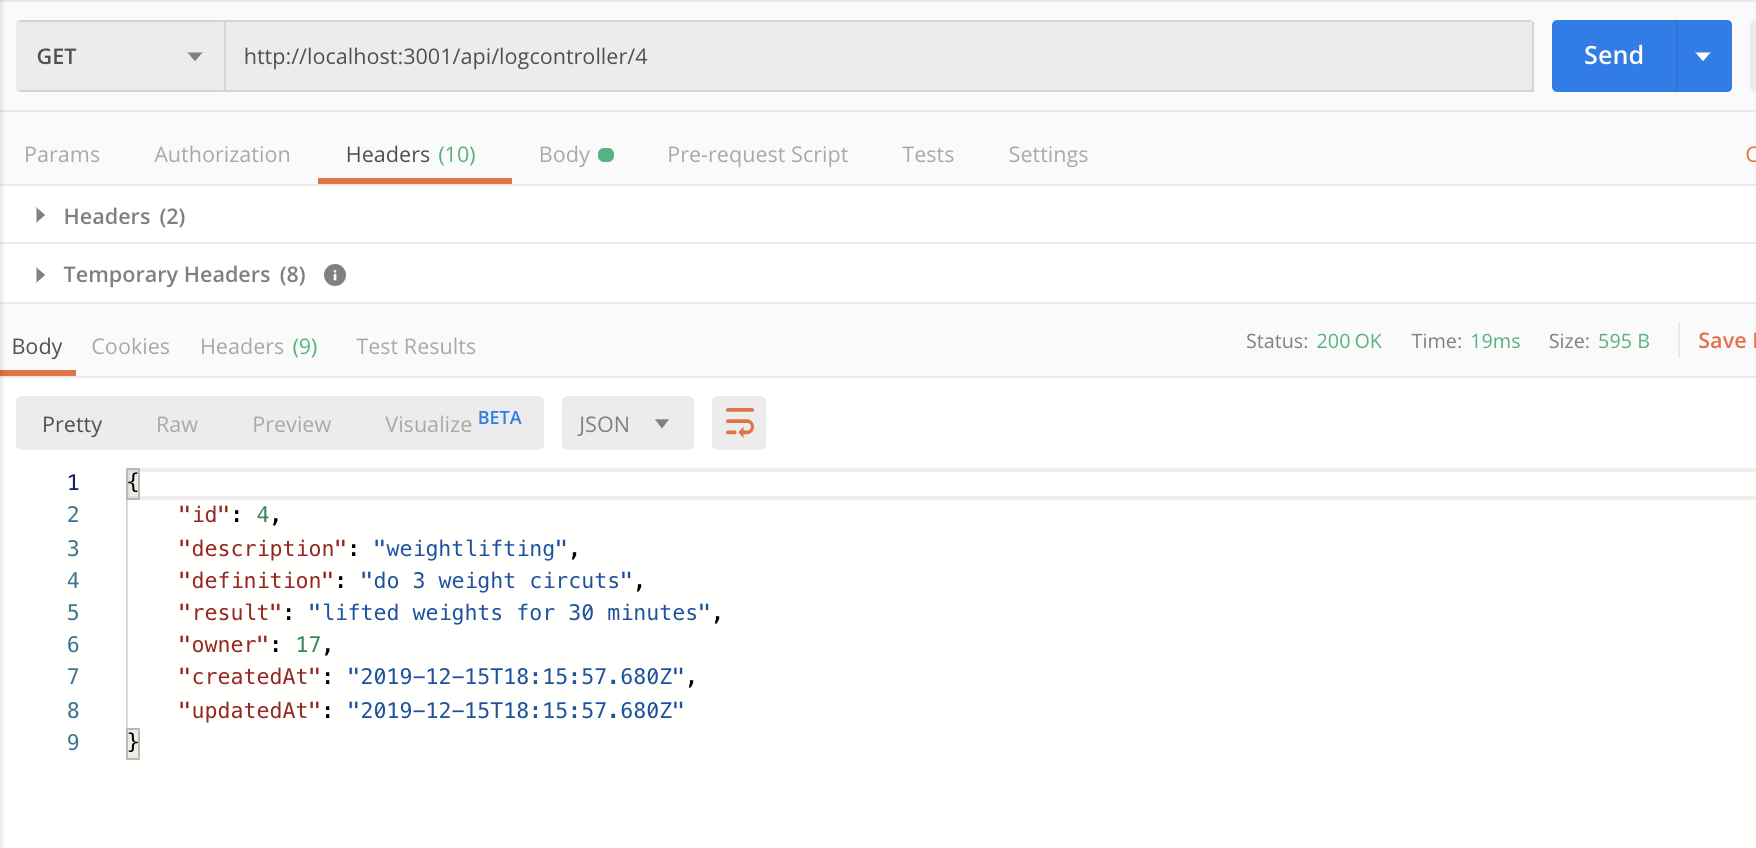 GET http://localhost:3001/api/logcontroller/4 Send
Params Authorization Headers (10) Body Pre-request Script Tests Settings
Headers (2)
Temporary Headers (8)
Body Cookies Headers (9) Test Results Status: 200 OK Time: 19ms Size: 595 B Save
Pretty Raw Preview Visualize BETA JSON
1 {
2 "id": 4,
3 "description": "weightlifting",
4 "definition": "do 3 weight circuts",
5 "result": "lifted weights for 30 minutes",
6 "owner": 17,
7 "createdAt": "2019-12-15T18:15:57.680Z",
8 "updatedAt": "2019-12-15T18:15:57.680Z"
9 }